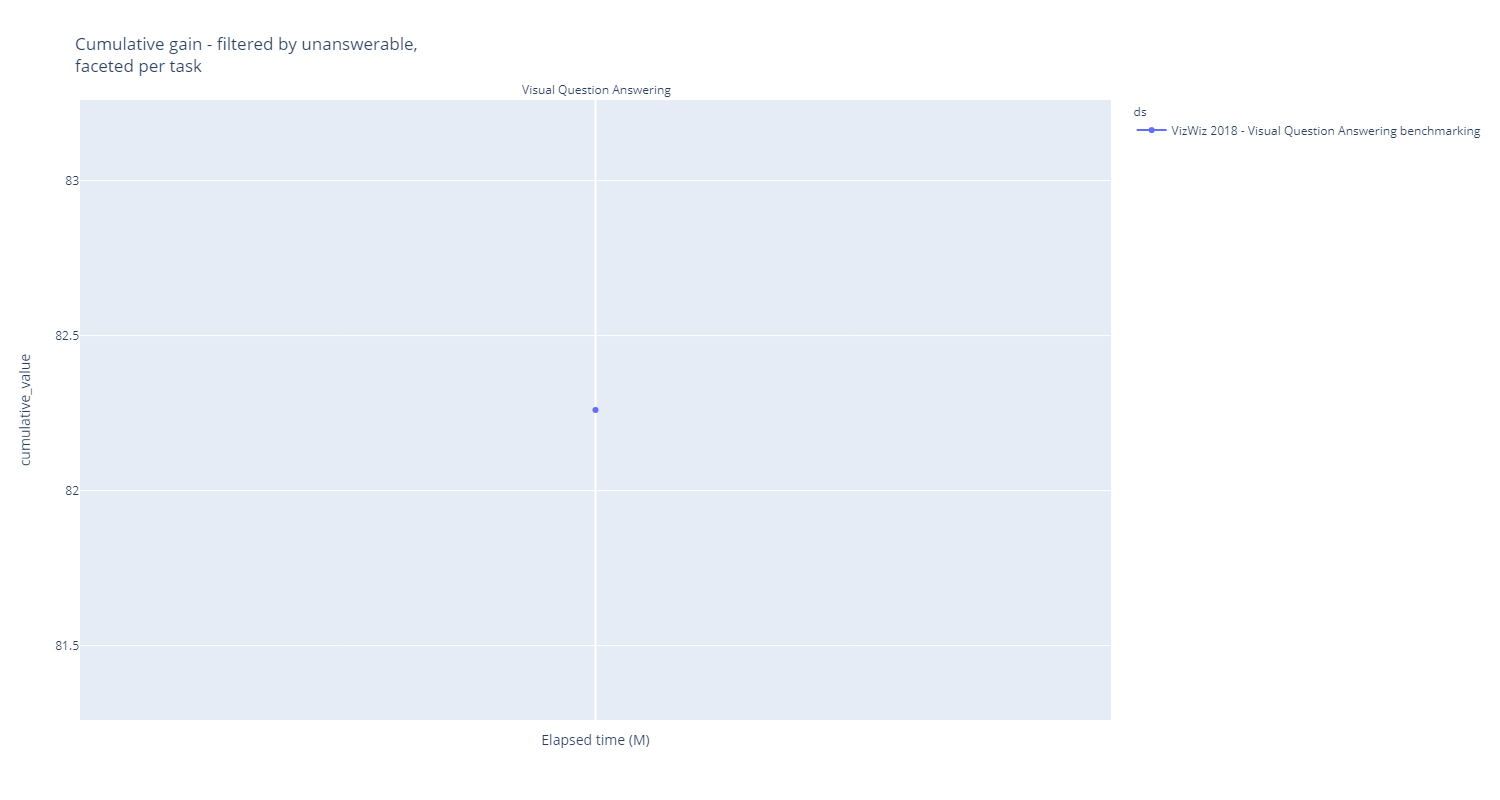 Cumulative gain - filtered by unanswerable,
faceted per task
Visual Question Answering
ds
VizWiz 2018 - Visual Question Answering benchmarking
83
82.5
82
81.5
cumulative_value
Elapsed time (M)